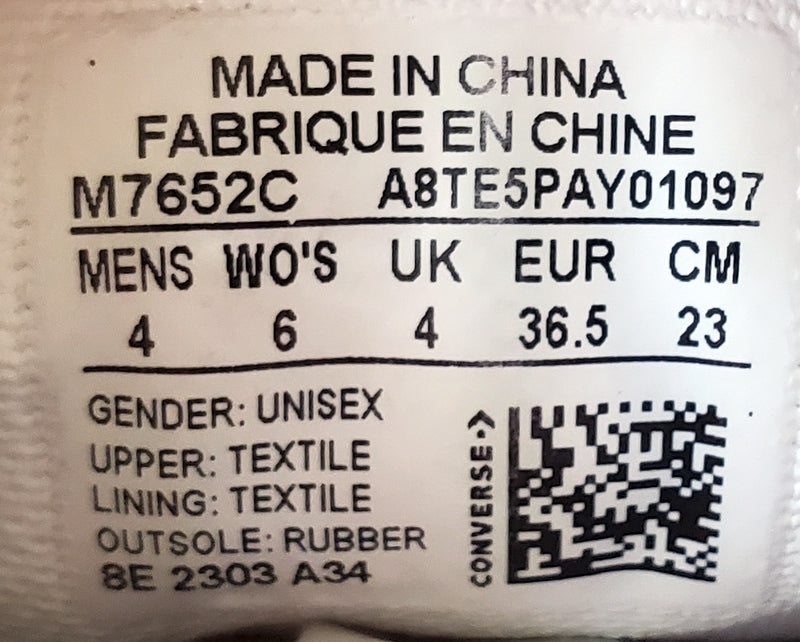 MADE IN CHINA
FABRIQUE EN CHINE
M7652C A8TE5PAY01097
MENS WO'S UK EUR CM
4 6 4 36.5 23
GENDER: UNISEX
UPPER: TEXTILE
LINING: TEXTILE
OUTSOLE: RUBBER
8E 2303 A34
CONVERSE